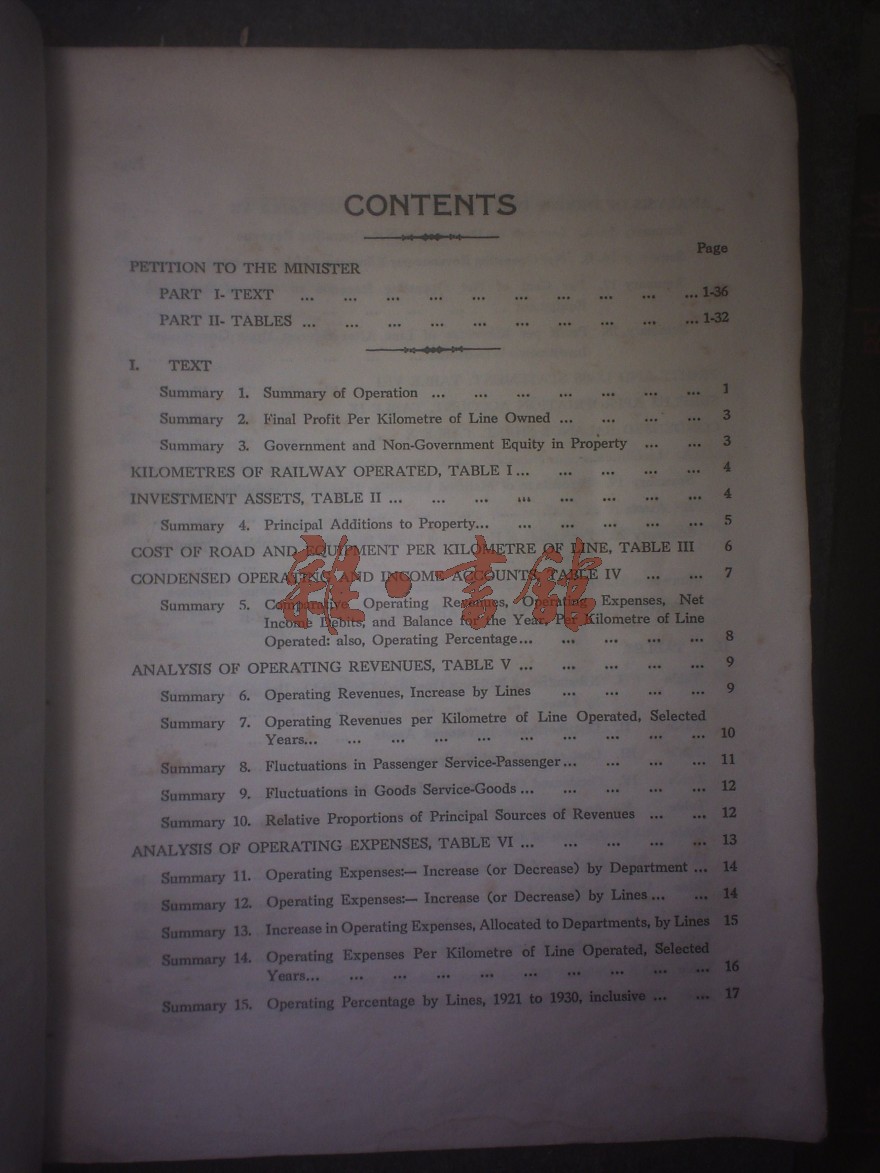 CONTENTS
Page
PETITION TO THE MINISTER
PART I- TEXT ... ... ... ... ... ... ... ... ... ... 1-36
PART II- TABLES ... ... ... ... ... ... ... ... ... ... 1-32
I. TEXT
Summary 1. Summary of Operation ... ... ... ... ... ... ... 1
Summary 2. Final Profit Per Kilometre of Line Owned ... ... ... ... 3
Summary 3. Government and Non-Government Equity in Property ... ... 3
KILOMETRES OF RAILWAY OPERATED, TABLE I ... ... ... ... ... 4
INVESTMENT ASSETS, TABLE II ... ... ... ... ... ... ... ... 4
Summary 4. Principal Additions to Property... ... ... ... ... ... 5
COST OF ROAD AND EQUIPMENT PER KILOMETRE OF LINE, TABLE III 6
CONDENSED OPERATING AND INCOME ACCOUNTS, TABLE IV ... ... 7
Summary 5. Comparative Operating Revenues, Operating Expenses, Net
Income Debits, and Balance for the Year, Per Kilometre of Line
Operated: also, Operating Percentage... ... ... ... ... 8
雜·書館
ANALYSIS OF OPERATING REVENUES, TABLE V ... ... ... ... ... 9
Summary 6. Operating Revenues, Increase by Lines ... ... ... ... 9
Summary 7. Operating Revenues per Kilometre of Line Operated, Selected
Years... ... ... ... ... ... ... ... ... ... 10
Summary 8. Fluctuations in Passenger Service-Passenger... ... ... ... 11
Summary 9. Fluctuations in Goods Service-Goods ... ... ... ... ... 12
Summary 10. Relative Proportions of Principal Sources of Revenues ... ... 12
ANALYSIS OF OPERATING EXPENSES, TABLE VI ... ... ... ... ... 13
Summary 11. Operating Expenses:— Increase (or Decrease) by Department ... 14
Summary 12. Operating Expenses:— Increase (or Decrease) by Lines ... ... 14
Summary 13. Increase in Operating Expenses, Allocated to Departments, by Lines 15
Summary 14. Operating Expenses Per Kilometre of Line Operated, Selected
Years... ... ... ... ... ... ... ... ... ... 16
Summary 15. Operating Percentage by Lines, 1921 to 1930, inclusive ... ... 17